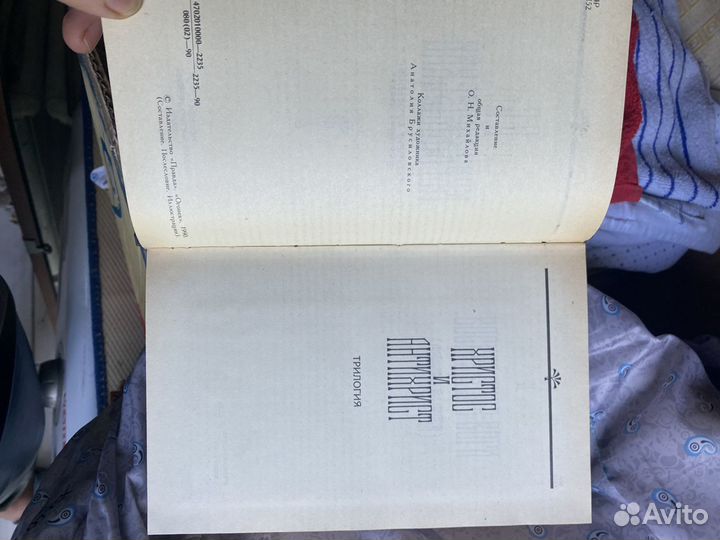 Составление
и
общая редакция
О. Н. Михайлова
Коллажи художника
Анатолия Брусиловского
4702010000—2235
080(02)—90
2235—90
© Издательство «Правда», «Огонек», 1990.
(Составление. Послесловие. Иллюстрации).
ХРИСТОС
И
АНТИХРИСТ
ТРИЛОГИЯ
Avito